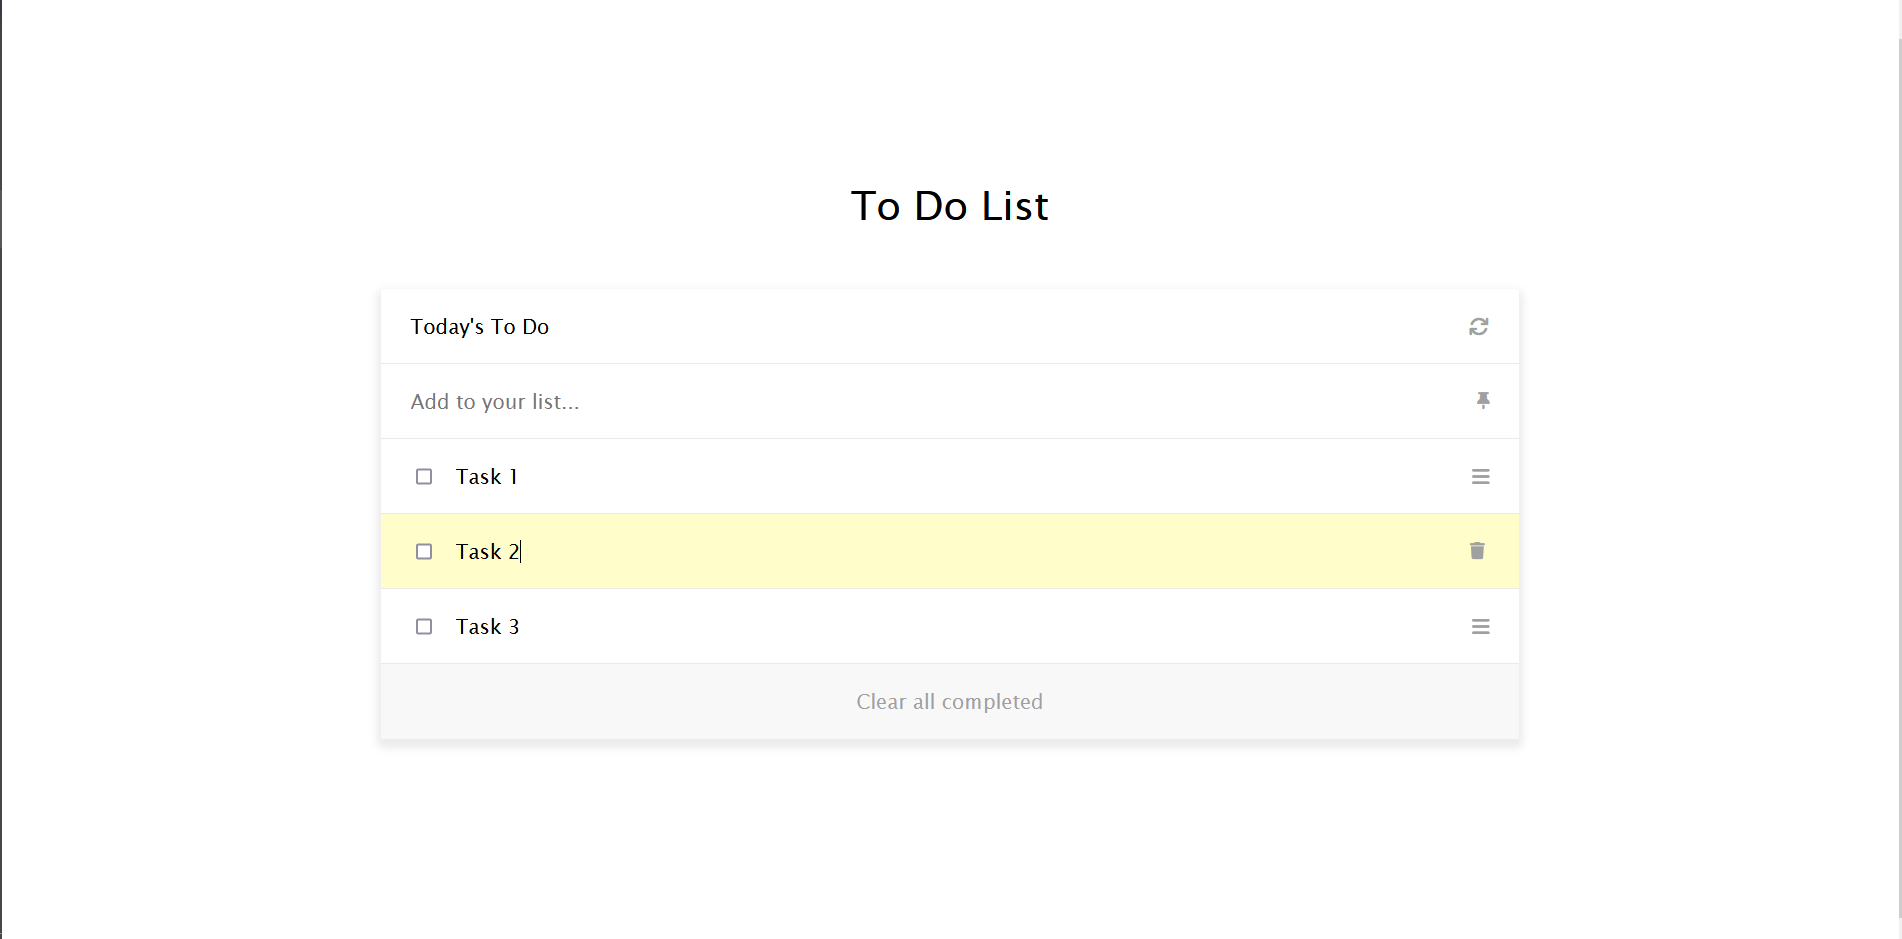 To Do List
Today's To Do
Add to your list...
Task 1
Task 2
Task 3
Clear all completed